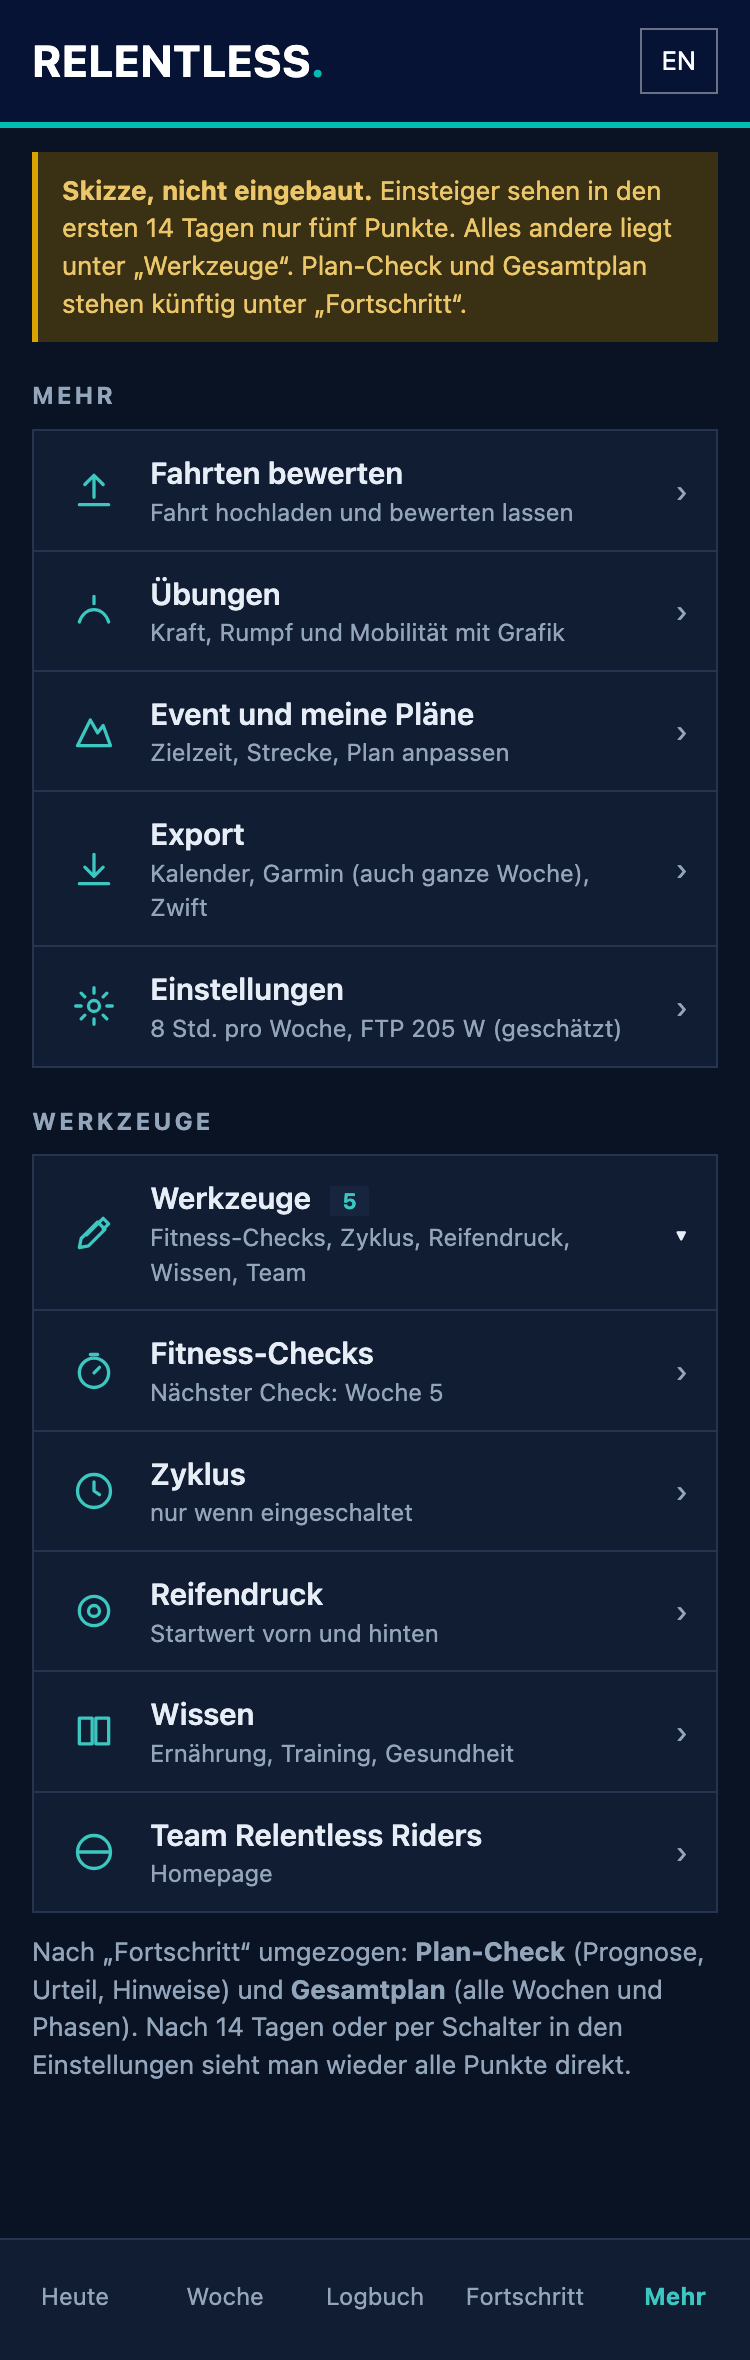 RELENTLESS.
EN
Skizze, nicht eingebaut. Einsteiger sehen in den
ersten 14 Tagen nur fünf Punkte. Alles andere liegt
unter „Werkzeuge“. Plan-Check und Gesamtplan
stehen künftig unter „Fortschritt“.
MEHR
Fahrten bewerten
Fahrt hochladen und bewerten lassen
Übungen
Kraft, Rumpf und Mobilität mit Grafik
Event und meine Pläne
Zielzeit, Strecke, Plan anpassen
Export
Kalender, Garmin (auch ganze Woche),
Zwift
Einstellungen
8 Std. pro Woche, FTP 205 W (geschätzt)
WERKZEUGE
Werkzeuge 5
Fitness-Checks, Zyklus, Reifendruck,
Wissen, Team
Fitness-Checks
Nächster Check: Woche 5
Zyklus
nur wenn eingeschaltet
Reifendruck
Startwert vorn und hinten
Wissen
Ernährung, Training, Gesundheit
Team Relentless Riders
Homepage
Nach „Fortschritt“ umgezogen: Plan-Check (Prognose,
Urteil, Hinweise) und Gesamtplan (alle Wochen und
Phasen). Nach 14 Tagen oder per Schalter in den
Einstellungen sieht man wieder alle Punkte direkt.
Heute Woche Logbuch Fortschritt Mehr